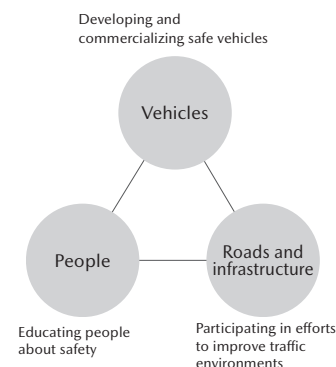 Developing and
commercializing safe vehicles
Vehicles
People
Roads and
infrastructure
Educating people
about safety
Participating in efforts
to improve traffic
environments